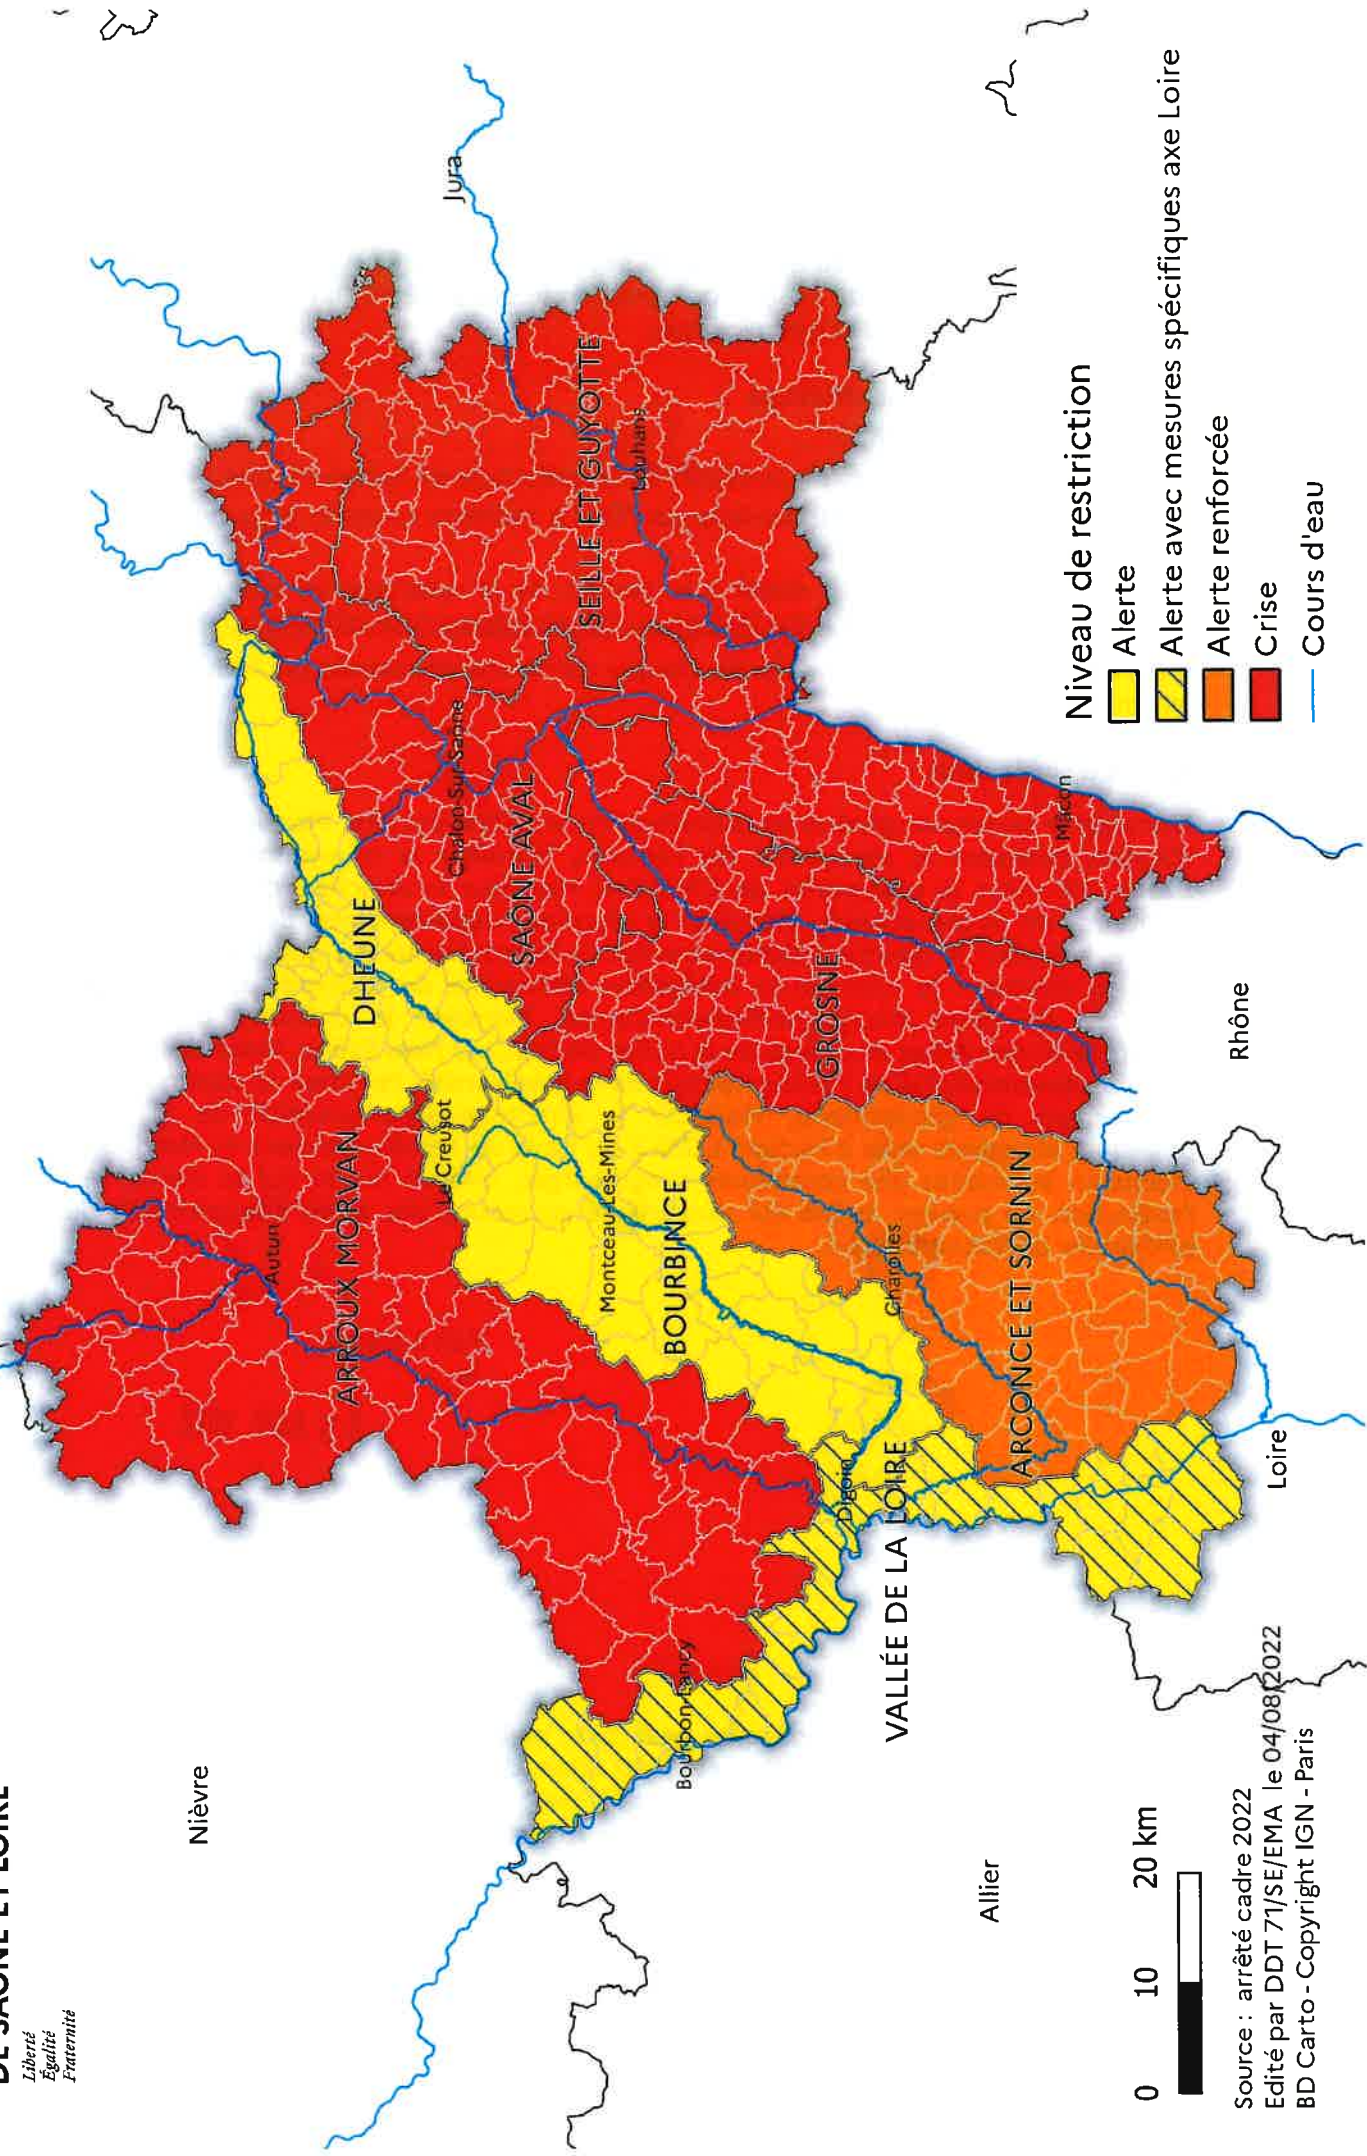 DE SAÔNE-ET-LOIRE
Liberté
Égalité
Fraternité
Nièvre
Jura
Autun
ARROUX MORVAN
DHEUNE
Le Creusot
Chalon-Sur-Saône
SAÔNE AVAL
SEILLE ET GUYOTTE
Louhans
Montceau-Les-Mines
BOURBINCE
Bourbon-Lancy
GROSNE
Digoin
Charolles
VALLÉE DE LA LOIRE
ARCONCE ET SORNIN
Mâcon
Allier
Loire
Rhône
Niveau de restriction
Alerte
Alerte avec mesures spécifiques axe Loire
Alerte renforcée
Crise
Cours d'eau
0 10 20 km
Source : arrêté cadre 2022
Edité par DDT 71/SE/EMA le 04/08/2022
BD Carto - Copyright IGN - Paris